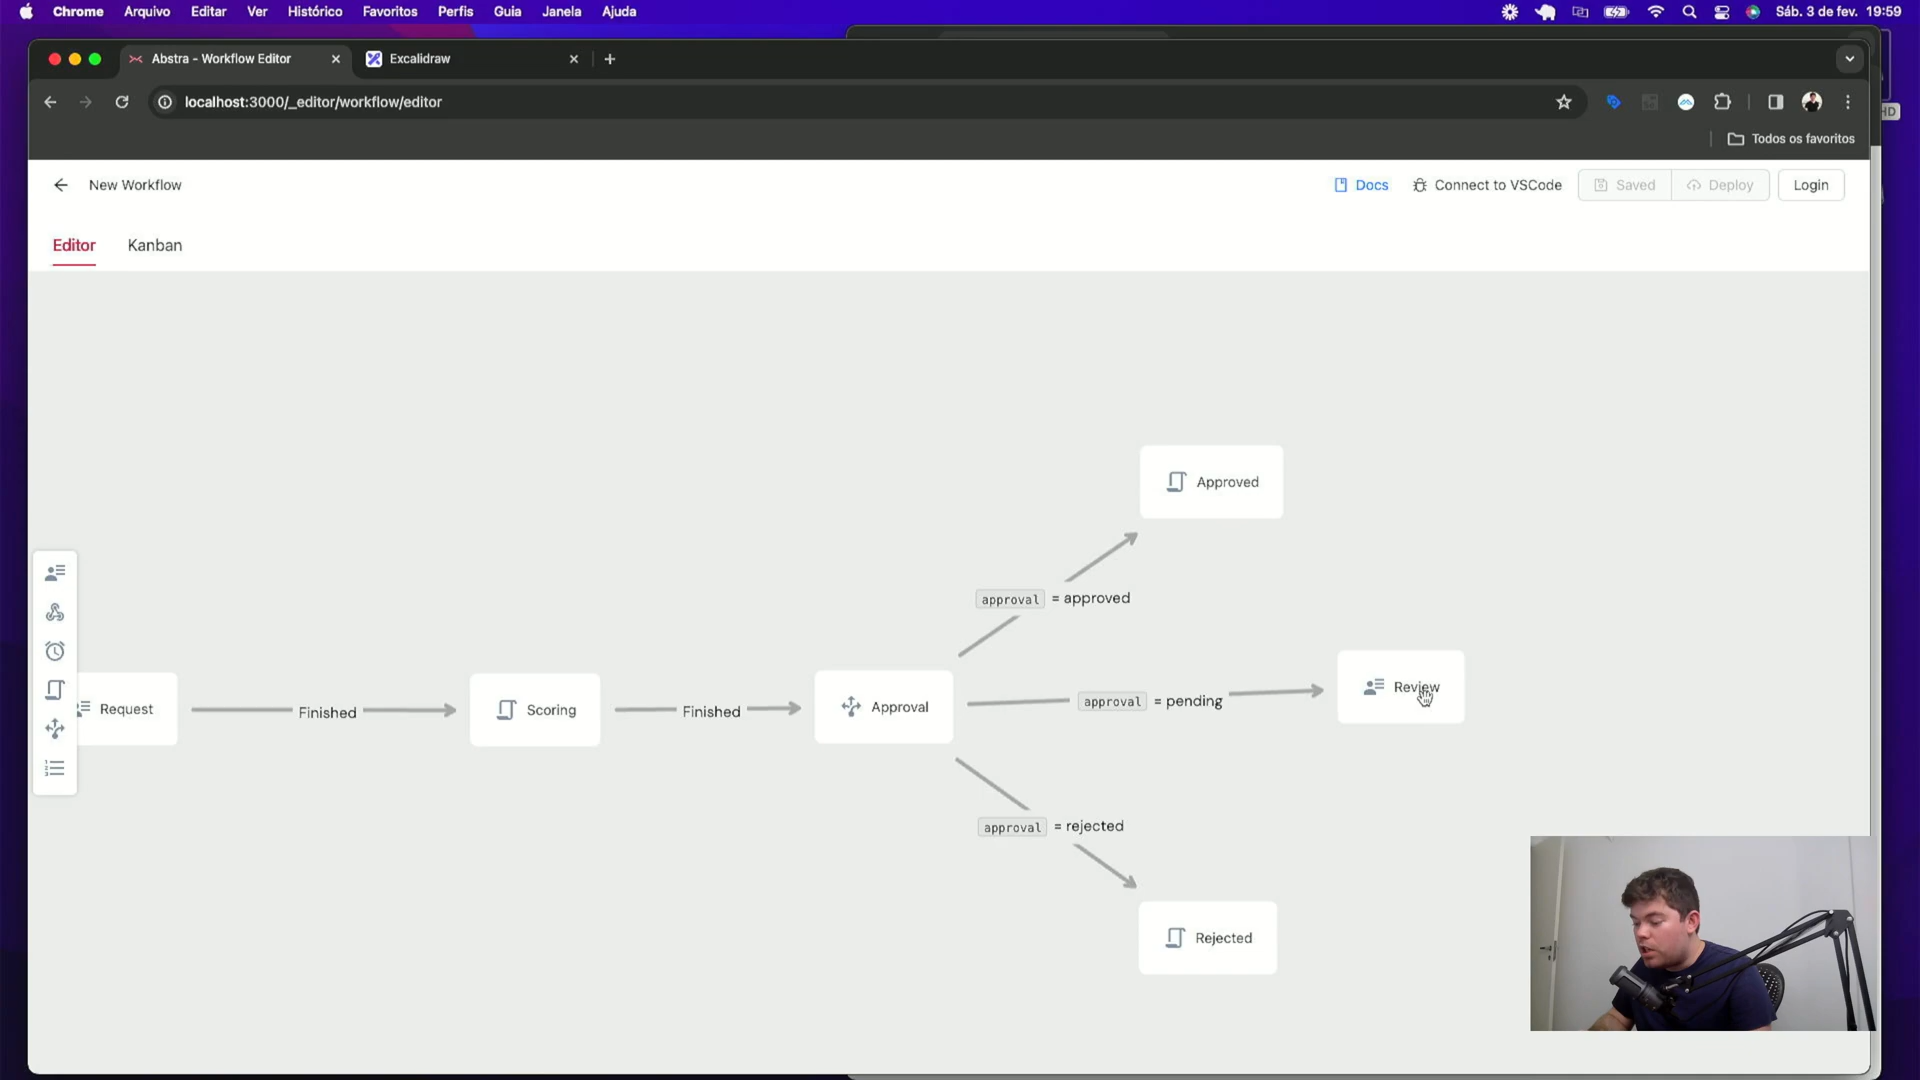 Chrome Arquivo Editar Ver Histórico Favoritos Perfis Guia Janela Ajuda Sáb. 3 de fev. 19:59
Abstra - Workflow Editor Excalidraw
localhost:3000/_editor/workflow/editor
HD
Todos os favoritos
New Workflow Docs Connect to VSCode Saved Deploy Login
Editor Kanban
Approved
approval = approved
Request Finished Scoring Finished Approval approval = pending Review
approval = rejected
Rejected